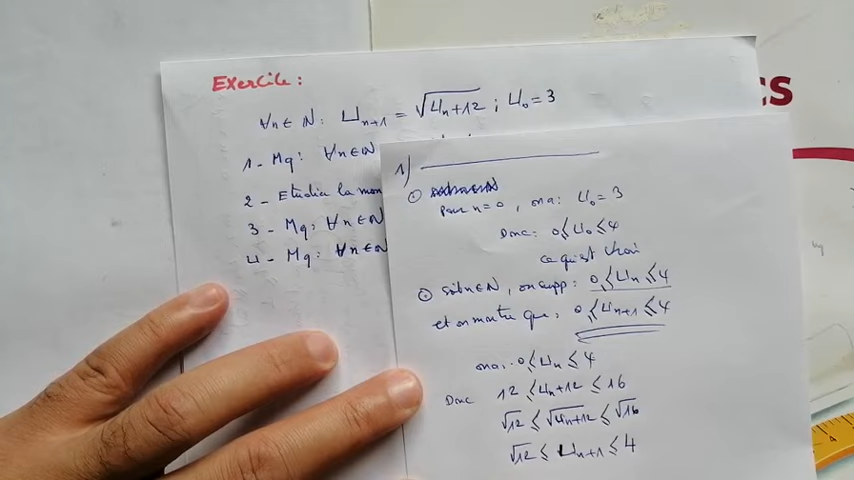 Exercice :
∀n∈ℕ : Uₙ₊₁ = √(Uₙ+12) ; U₀ = 3
1 - Mq : ∀n∈ℕ
2 - Etudier la mon
3 - Mq : ∀n∈ℕ
4 - Mq : ∀n∈ℕ
1)
⊙ Pour n=0, on a : U₀ = 3
Donc : 0 ≤ U₀ ≤ 4
ce qui est vrai
⊙ Soit n∈ℕ, on supp : 0 ≤ Uₙ ≤ 4
et on montre que : 0 ≤ Uₙ₊₁ ≤ 4
on a : 0 ≤ Uₙ ≤ 4
Donc 12 ≤ Uₙ+12 ≤ 16
√12 ≤ √(Uₙ+12) ≤ √16
√12 ≤ Uₙ₊₁ ≤ 4
cs
4